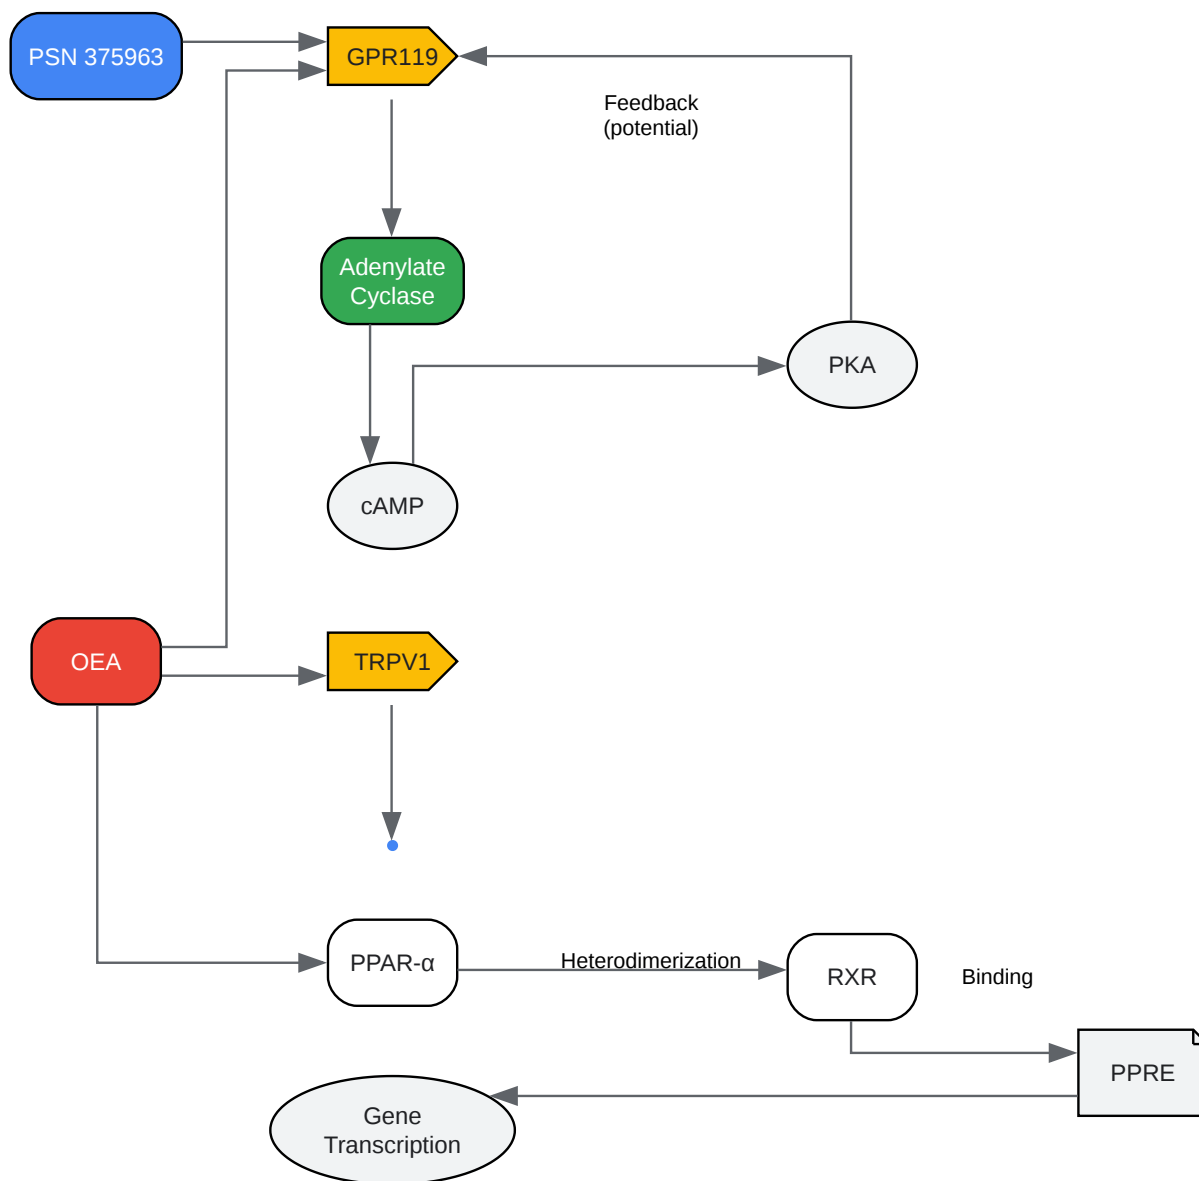 PSN 375963
GPR119
Feedback
(potential)
Adenylate
Cyclase
PKA
cAMP
OEA
TRPV1
PPAR-α
Heterodimerization
RXR
Binding
PPRE
Gene
Transcription